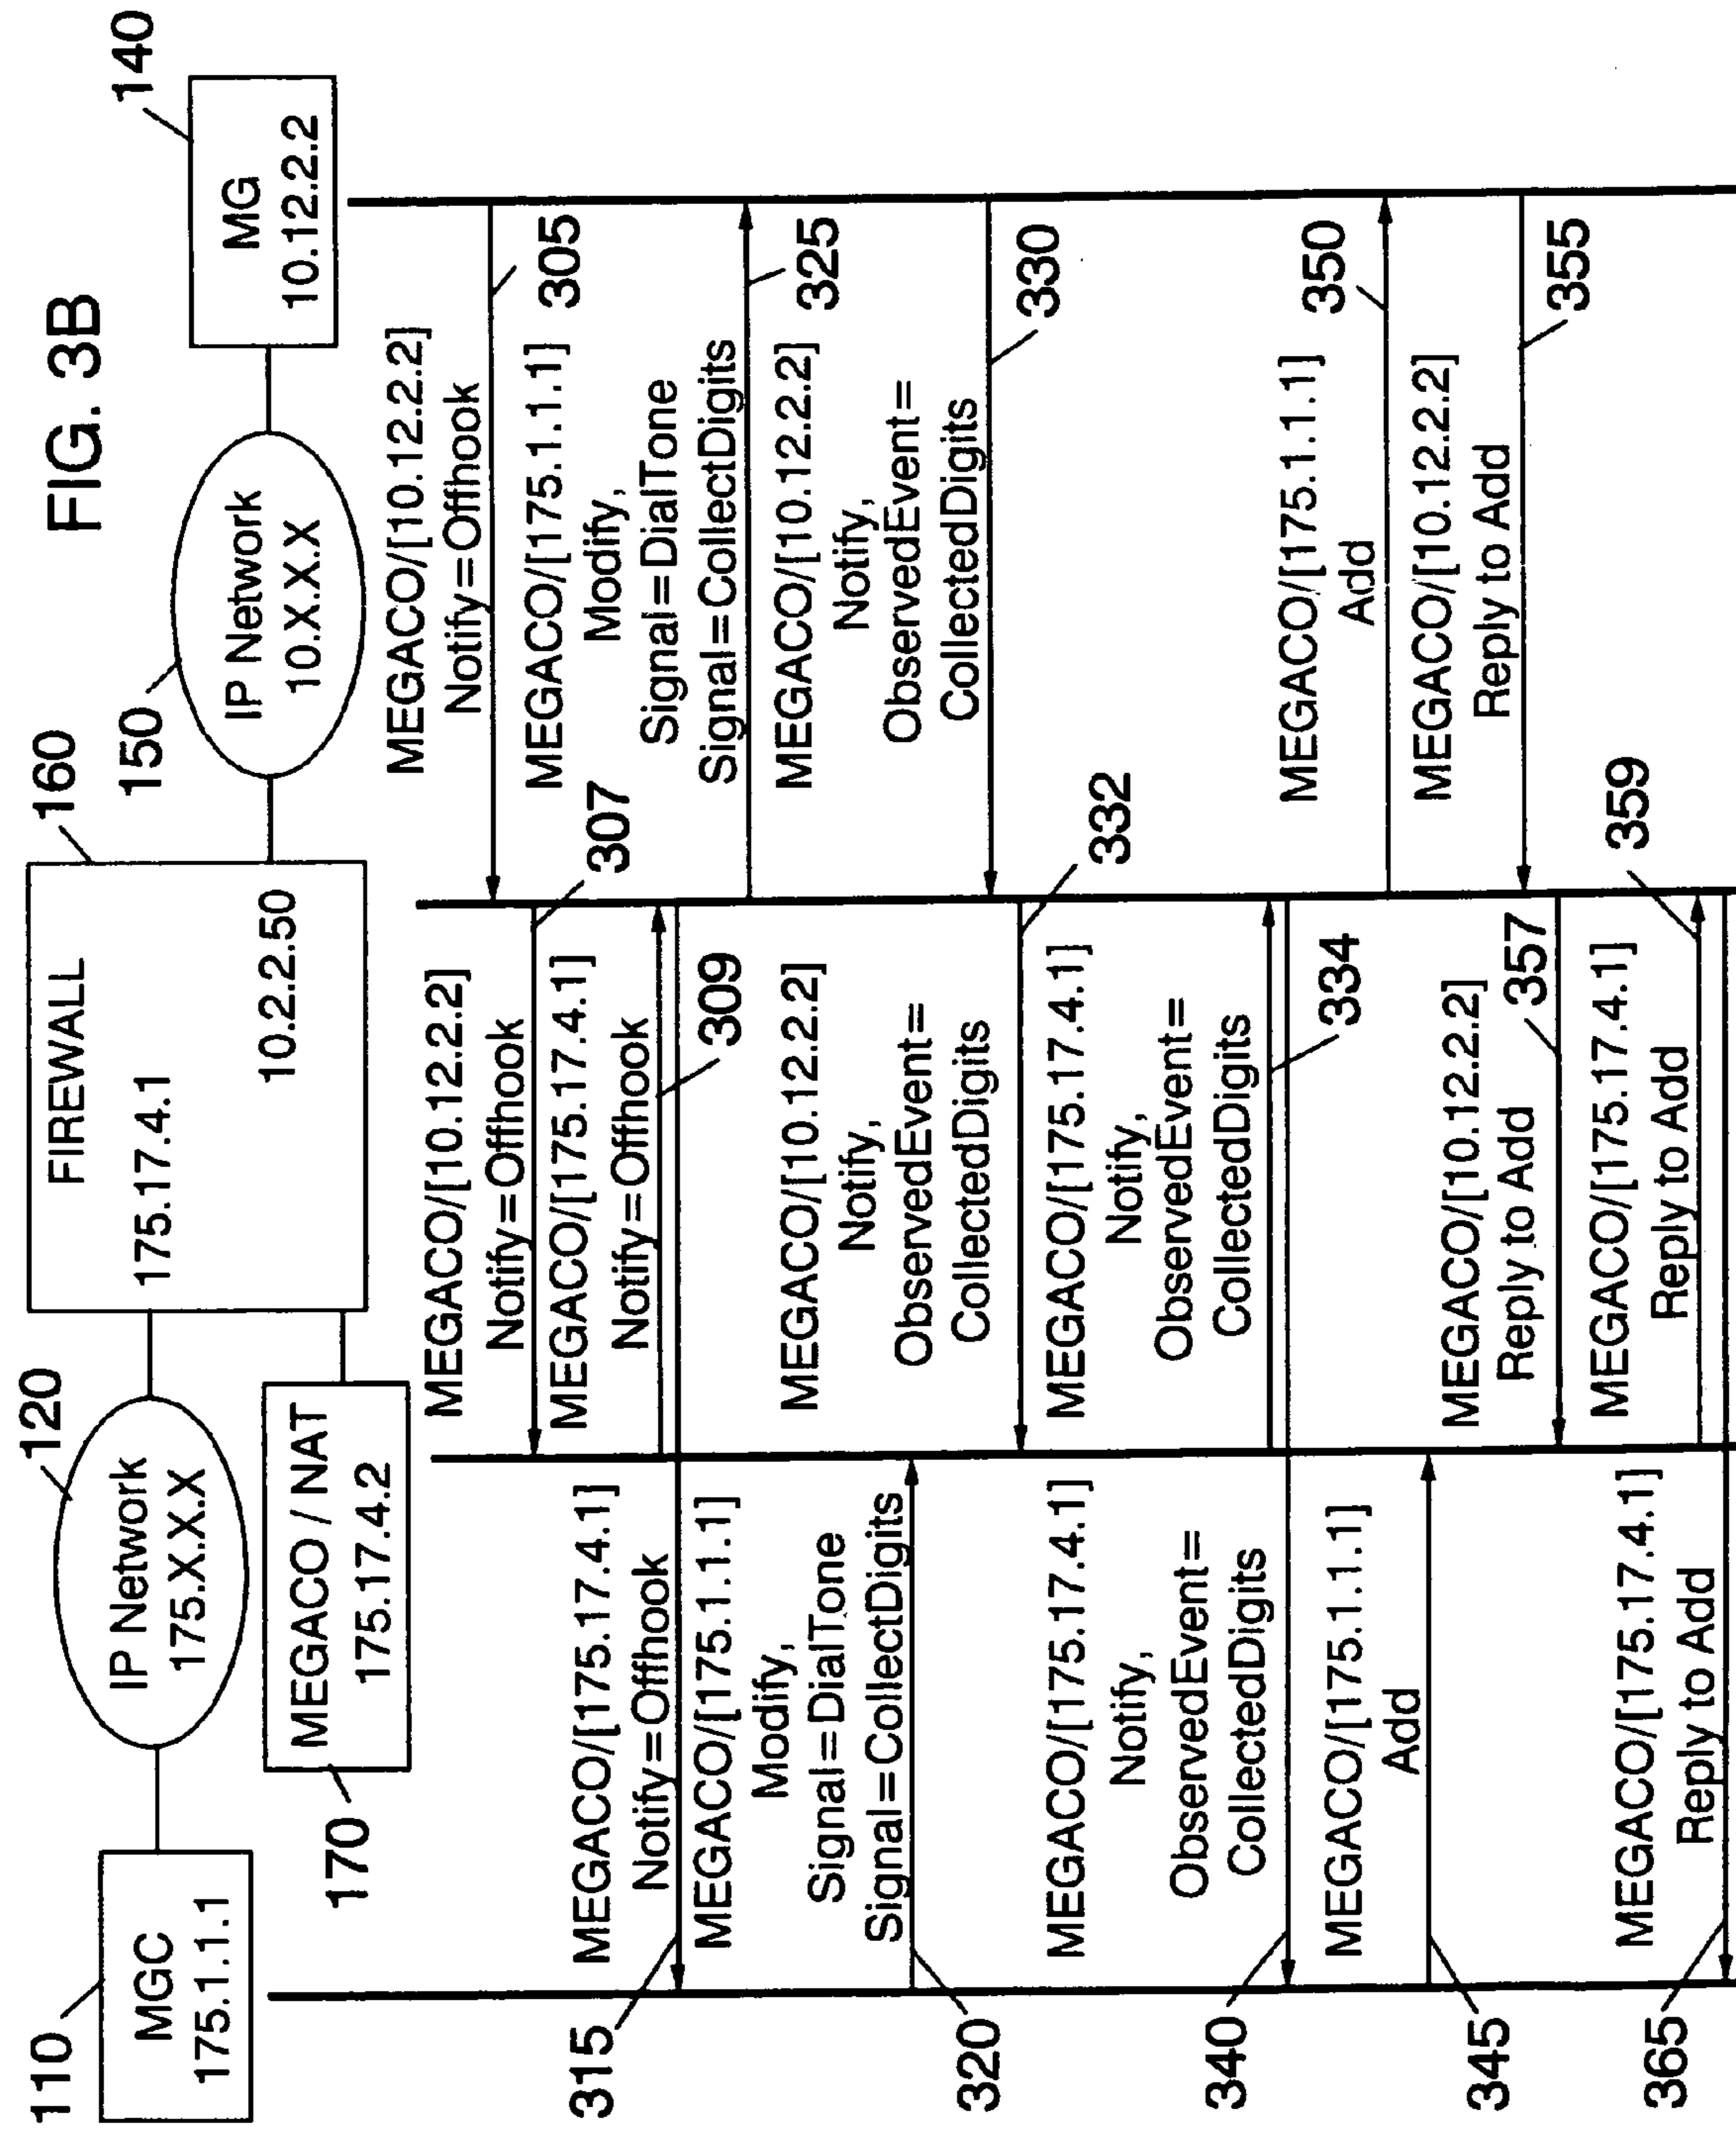 FIG. 3B
110
MGC
175.1.1.1
120
IP Network
175.X.X.X
170
MEGACO / NAT
175.17.4.2
160
FIREWALL
175.17.4.1
10.2.2.50
150
IP Network
10.X.X.X
140
MG
10.12.2.2
MEGACO/[10.12.2.2]
Notify=Offhook
305
MEGACO/[10.12.2.2]
Notify=Offhook
307
MEGACO/[175.17.4.1]
Notify=Offhook
309
MEGACO/[175.17.4.1]
Notify=Offhook
315
MEGACO/[175.1.1.1]
Modify,
Signal=DialTone
Signal=CollectDigits
320
MEGACO/[175.1.1.1]
Modify,
Signal=DialTone
Signal=CollectDigits
325
MEGACO/[10.12.2.2]
Notify,
ObservedEvent=
CollectedDigits
330
MEGACO/[10.12.2.2]
Notify,
ObservedEvent=
CollectedDigits
332
MEGACO/[175.17.4.1]
Notify,
ObservedEvent=
CollectedDigits
334
MEGACO/[175.17.4.1]
Notify,
ObservedEvent=
CollectedDigits
340
MEGACO/[175.1.1.1]
Add
345
MEGACO/[175.1.1.1]
Add
350
MEGACO/[10.12.2.2]
Reply to Add
355
MEGACO/[10.12.2.2]
Reply to Add
357
MEGACO/[175.17.4.1]
Reply to Add
359
MEGACO/[175.17.4.1]
Reply to Add
365